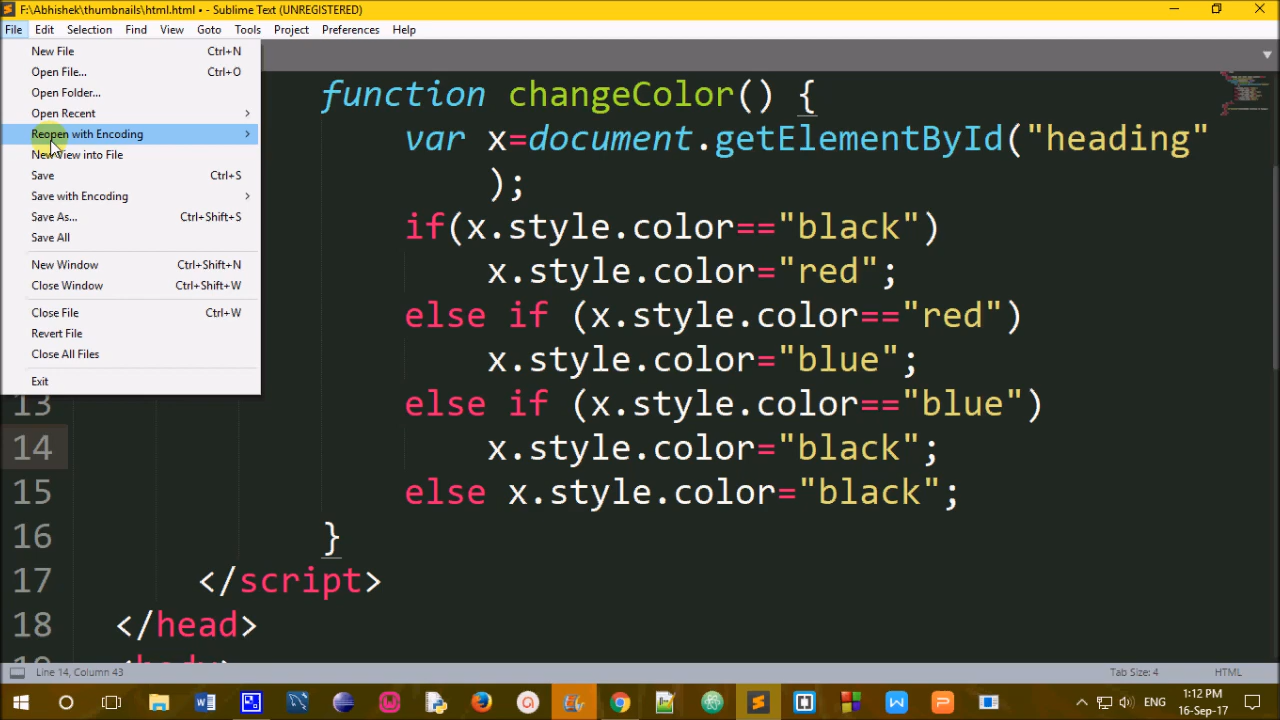 F:\Abhishek\thumbnails\html.html • - Sublime Text (UNREGISTERED)
File Edit Selection Find View Goto Tools Project Preferences Help
New File Ctrl+N
Open File... Ctrl+O
Open Folder...
Open Recent
Reopen with Encoding
New View into File
Save Ctrl+S
Save with Encoding
Save As... Ctrl+Shift+S
Save All
New Window Ctrl+Shift+N
Close Window Ctrl+Shift+W
Close File Ctrl+W
Revert File
Close All Files
Exit
function changeColor() {
var x=document.getElementById("heading"
);
if(x.style.color=="black")
x.style.color="red";
else if (x.style.color=="red")
x.style.color="blue";
13 else if (x.style.color=="blue")
14 x.style.color="black";
15 else x.style.color="black";
16 }
17 </script>
18 </head>
19 <body>
Line 14, Column 43 Tab Size: 4 HTML
ENG
1:12 PM
16-Sep-17